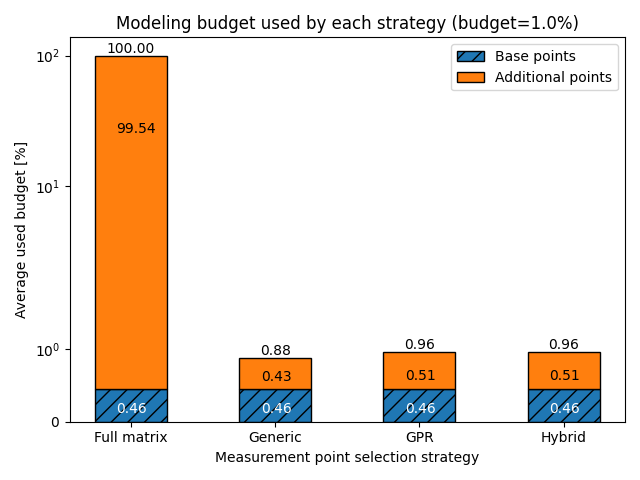 Modeling budget used by each strategy (budget=1.0%)
Base points
Additional points
Average used budget [%]
10²
10¹
10⁰
0
100.00
99.54
0.46
0.88
0.43
0.46
0.96
0.51
0.46
0.96
0.51
0.46
Full matrix
Generic
GPR
Hybrid
Measurement point selection strategy